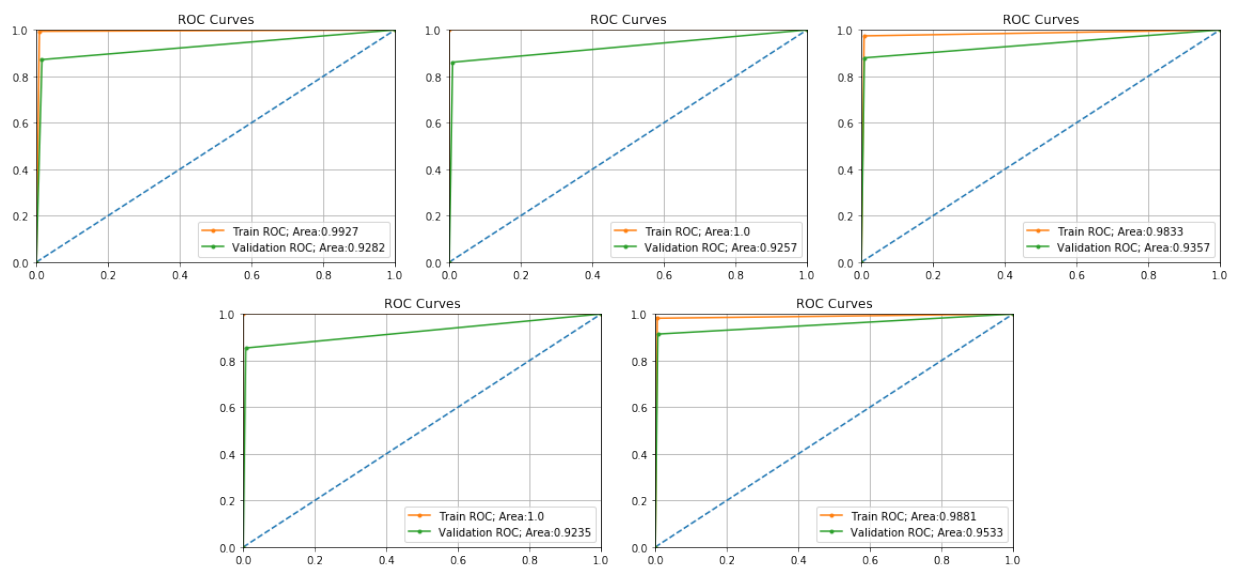 ROC Curves
1.0
0.8
0.6
0.4
0.2
0.0
0.0 0.2 0.4 0.6 0.8 1.0
Train ROC; Area:0.9927
Validation ROC; Area:0.9282
ROC Curves
1.0
0.8
0.6
0.4
0.2
0.0
0.0 0.2 0.4 0.6 0.8 1.0
Train ROC; Area:1.0
Validation ROC; Area:0.9257
ROC Curves
1.0
0.8
0.6
0.4
0.2
0.0
0.0 0.2 0.4 0.6 0.8 1.0
Train ROC; Area:0.9833
Validation ROC; Area:0.9357
ROC Curves
1.0
0.8
0.6
0.4
0.2
0.0
0.0 0.2 0.4 0.6 0.8 1.0
Train ROC; Area:1.0
Validation ROC; Area:0.9235
ROC Curves
1.0
0.8
0.6
0.4
0.2
0.0
0.0 0.2 0.4 0.6 0.8 1.0
Train ROC; Area:0.9881
Validation ROC; Area:0.9533